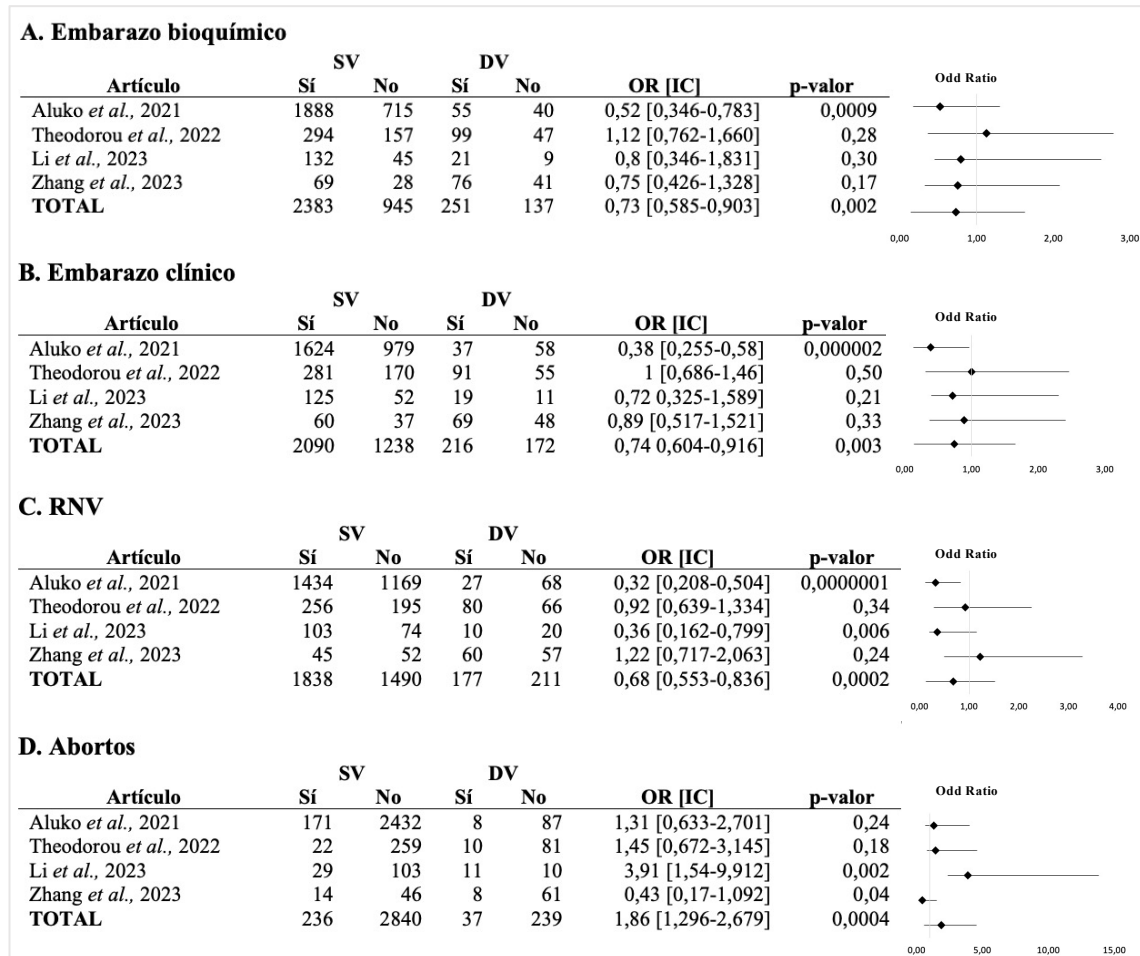 A. Embarazo bioquímico
SV DV
Artículo Sí No Sí No OR [IC] p-valor Odd Ratio
Aluko et al., 2021 1888 715 55 40 0,52 [0,346-0,783] 0,0009
Theodorou et al., 2022 294 157 99 47 1,12 [0,762-1,660] 0,28
Li et al., 2023 132 45 21 9 0,8 [0,346-1,831] 0,30
Zhang et al., 2023 69 28 76 41 0,75 [0,426-1,328] 0,17
TOTAL 2383 945 251 137 0,73 [0,585-0,903] 0,002
0,00 1,00 2,00 3,00
B. Embarazo clínico
SV DV
Artículo Sí No Sí No OR [IC] p-valor Odd Ratio
Aluko et al., 2021 1624 979 37 58 0,38 [0,255-0,58] 0,000002
Theodorou et al., 2022 281 170 91 55 1 [0,686-1,46] 0,50
Li et al., 2023 125 52 19 11 0,72 0,325-1,589] 0,21
Zhang et al., 2023 60 37 69 48 0,89 [0,517-1,521] 0,33
TOTAL 2090 1238 216 172 0,74 0,604-0,916] 0,003
0,00 1,00 2,00 3,00
C. RNV
SV DV
Artículo Sí No Sí No OR [IC] p-valor Odd Ratio
Aluko et al., 2021 1434 1169 27 68 0,32 [0,208-0,504] 0,0000001
Theodorou et al., 2022 256 195 80 66 0,92 [0,639-1,334] 0,34
Li et al., 2023 103 74 10 20 0,36 [0,162-0,799] 0,006
Zhang et al., 2023 45 52 60 57 1,22 [0,717-2,063] 0,24
TOTAL 1838 1490 177 211 0,68 [0,553-0,836] 0,0002
0,00 1,00 2,00 3,00 4,00
D. Abortos
SV DV
Artículo Sí No Sí No OR [IC] p-valor Odd Ratio
Aluko et al., 2021 171 2432 8 87 1,31 [0,633-2,701] 0,24
Theodorou et al., 2022 22 259 10 81 1,45 [0,672-3,145] 0,18
Li et al., 2023 29 103 11 10 3,91 [1,54-9,912] 0,002
Zhang et al., 2023 14 46 8 61 0,43 [0,17-1,092] 0,04
TOTAL 236 2840 37 239 1,86 [1,296-2,679] 0,0004
0,00 5,00 10,00 15,00